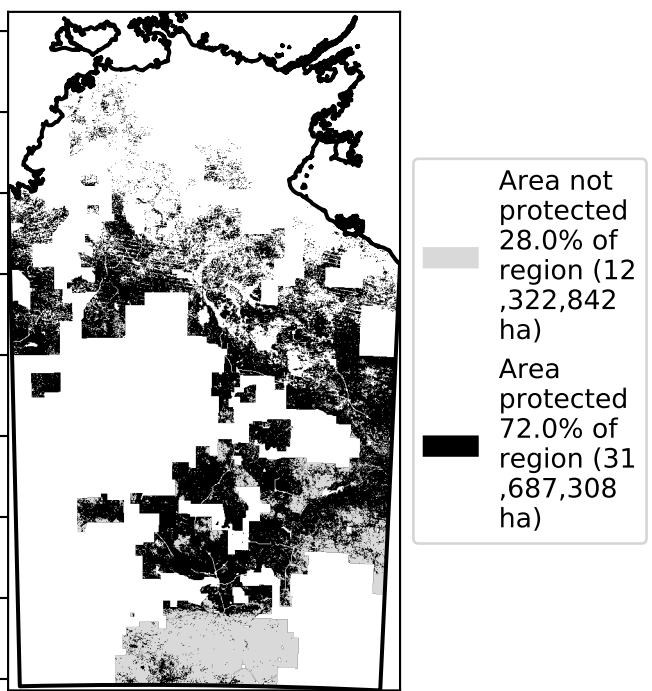 Area not
protected
28.0% of
region (12
,322,842
ha)
Area
protected
72.0% of
region (31
,687,308
ha)